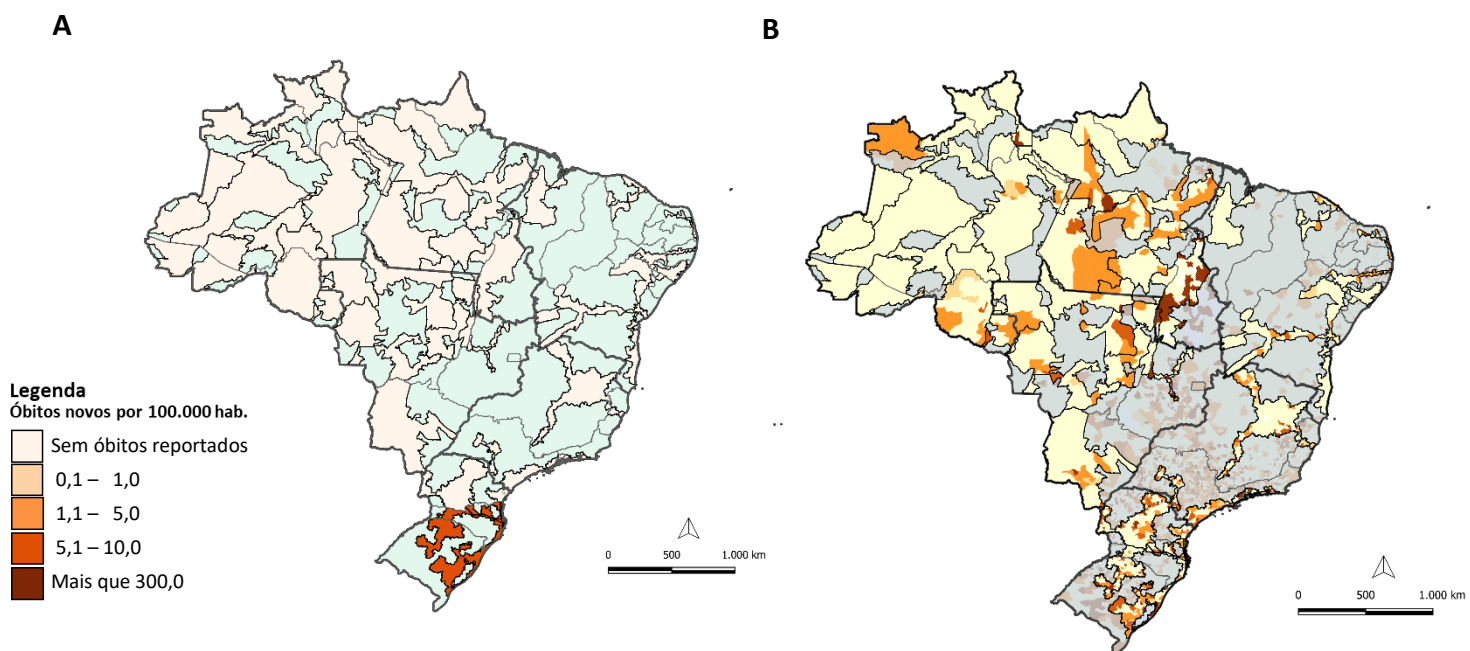 A
B
Legenda
Óbitos novos por 100.000 hab.
Sem óbitos reportados
0,1 – 1,0
1,1 – 5,0
5,1 – 10,0
Mais que 300,0
0 500 1.000 km
0 500 1.000 km